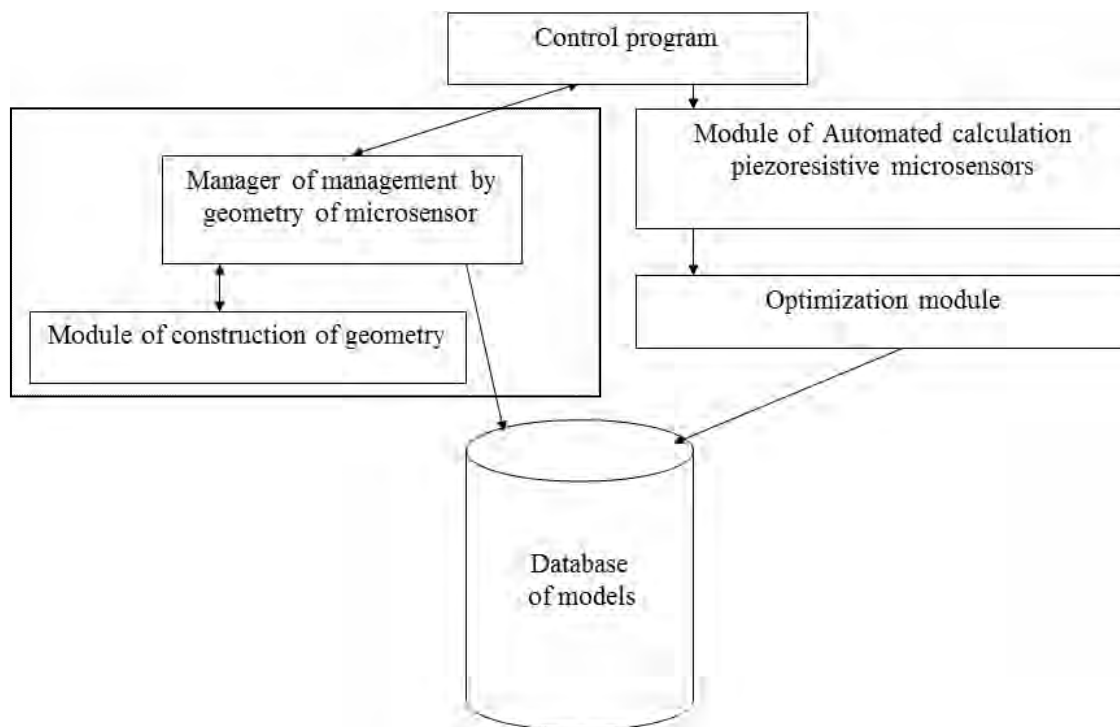 Control program
Module of Automated calculation
piezoresistive microsensors
Manager of management by
geometry of microsensor
Optimization module
Module of construction of geometry
Database
of models